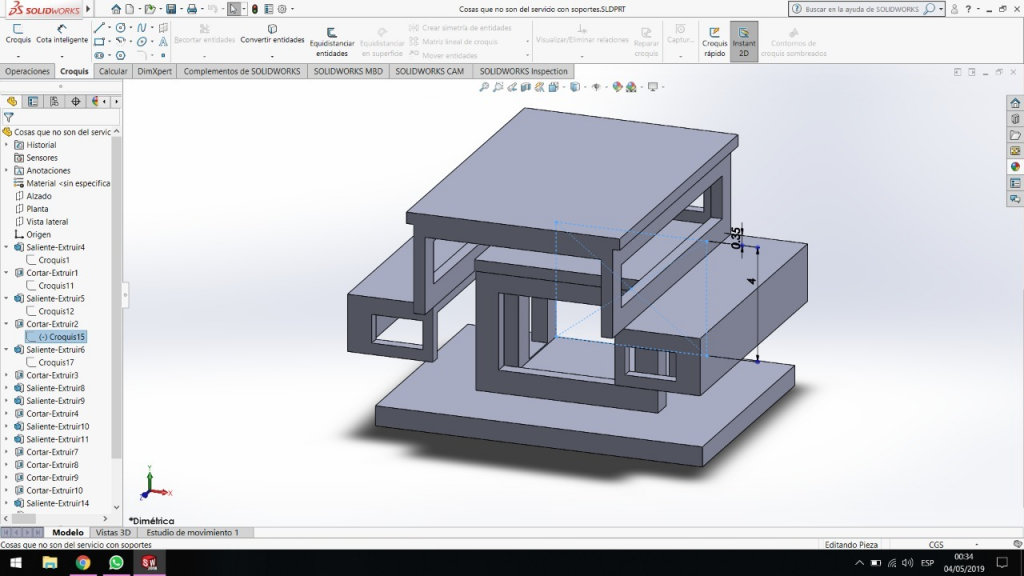 SOLIDWORKS
Cosas que no son del servicio con soportes.SLDPRT
Buscar en la ayuda de SOLIDWORKS
Croquis
Cota inteligente
Recortar entidades
Convertir entidades
Equidistanciar entidades
Equidistanciar en superficie
Crear simetría de entidades
Matriz lineal de croquis
Mover entidades
Visualizar/Eliminar relaciones
Reparar croquis
Captur...
Croquis rápido
Instant 2D
Contornos de croquis sombreados
Operaciones
Croquis
Calcular
DimXpert
Complementos de SOLIDWORKS
SOLIDWORKS MBD
SOLIDWORKS CAM
SOLIDWORKS Inspection
Cosas que no son del servic
Historial
Sensores
Anotaciones
Material <sin especifica
Alzado
Planta
Vista lateral
Origen
Saliente-Extruir4
Croquis1
Cortar-Extruir1
Croquis11
Saliente-Extruir5
Croquis12
Cortar-Extruir2
(-) Croquis15
Saliente-Extruir6
Croquis17
Cortar-Extruir3
Saliente-Extruir8
Saliente-Extruir9
Cortar-Extruir4
Saliente-Extruir10
Saliente-Extruir11
Cortar-Extruir7
Cortar-Extruir8
Cortar-Extruir9
Cortar-Extruir10
Saliente-Extruir14
0.35
4
Y
X
Z
*Dimétrica
Modelo
Vistas 3D
Estudio de movimiento 1
Cosas que no son del servicio con soportes
Editando Pieza
CGS
ESP
00:34
04/05/2019